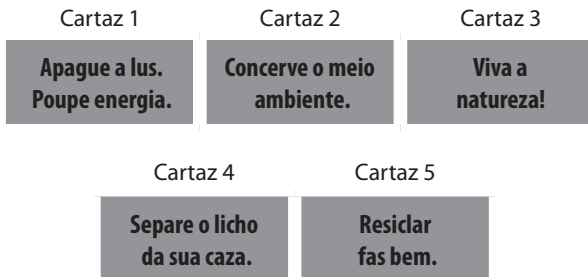 Cartaz 1
Cartaz 2
Cartaz 3
Apague a lus.
Poupe energia.
Concerve o meio
ambiente.
Viva a
natureza!
Cartaz 4
Cartaz 5
Separe o licho
da sua caza.
Resiclar
fas bem.